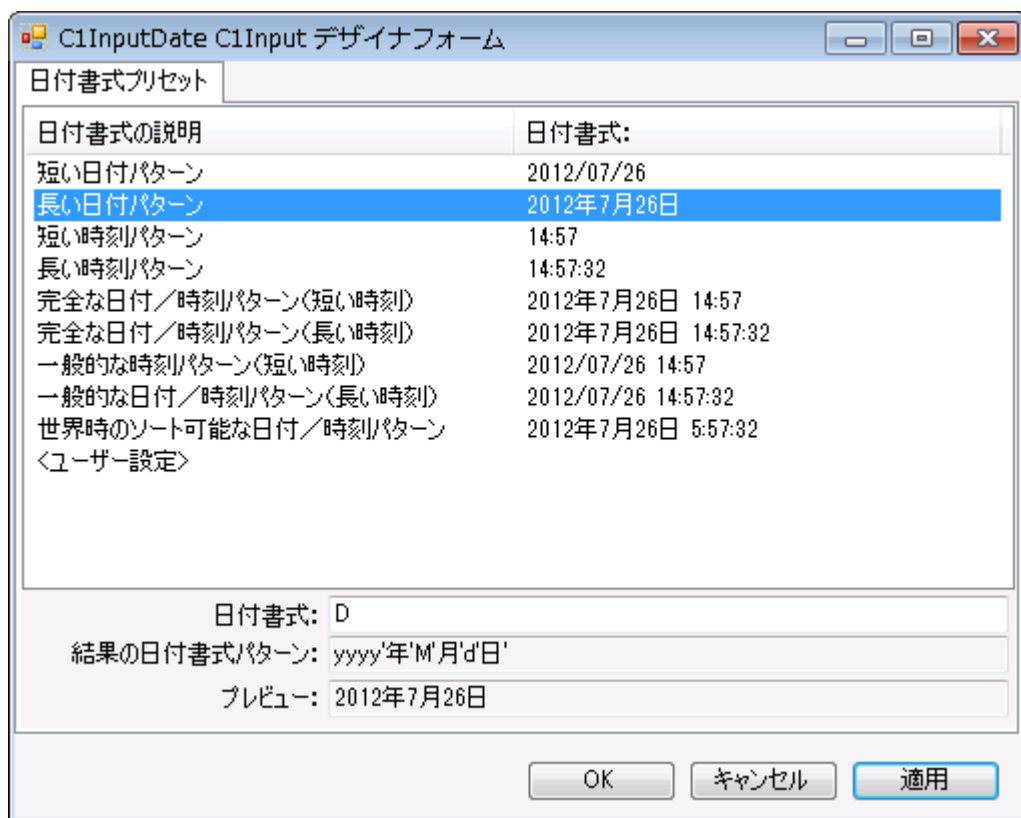 C1InputDate C1Input デザイナフォーム
日付書式プリセット
日付書式の説明 日付書式:
短い日付パターン 2012/07/26
長い日付パターン 2012年7月26日
短い時刻パターン 14:57
長い時刻パターン 14:57:32
完全な日付／時刻パターン(短い時刻) 2012年7月26日 14:57
完全な日付／時刻パターン(長い時刻) 2012年7月26日 14:57:32
一般的な時刻パターン(短い時刻) 2012/07/26 14:57
一般的な日付／時刻パターン(長い時刻) 2012/07/26 14:57:32
世界時のソート可能な日付／時刻パターン 2012年7月26日 5:57:32
<ユーザー設定>
日付書式: D
結果の日付書式パターン: yyyy'年'M'月'd'日'
プレビュー: 2012年7月26日
OK キャンセル 適用